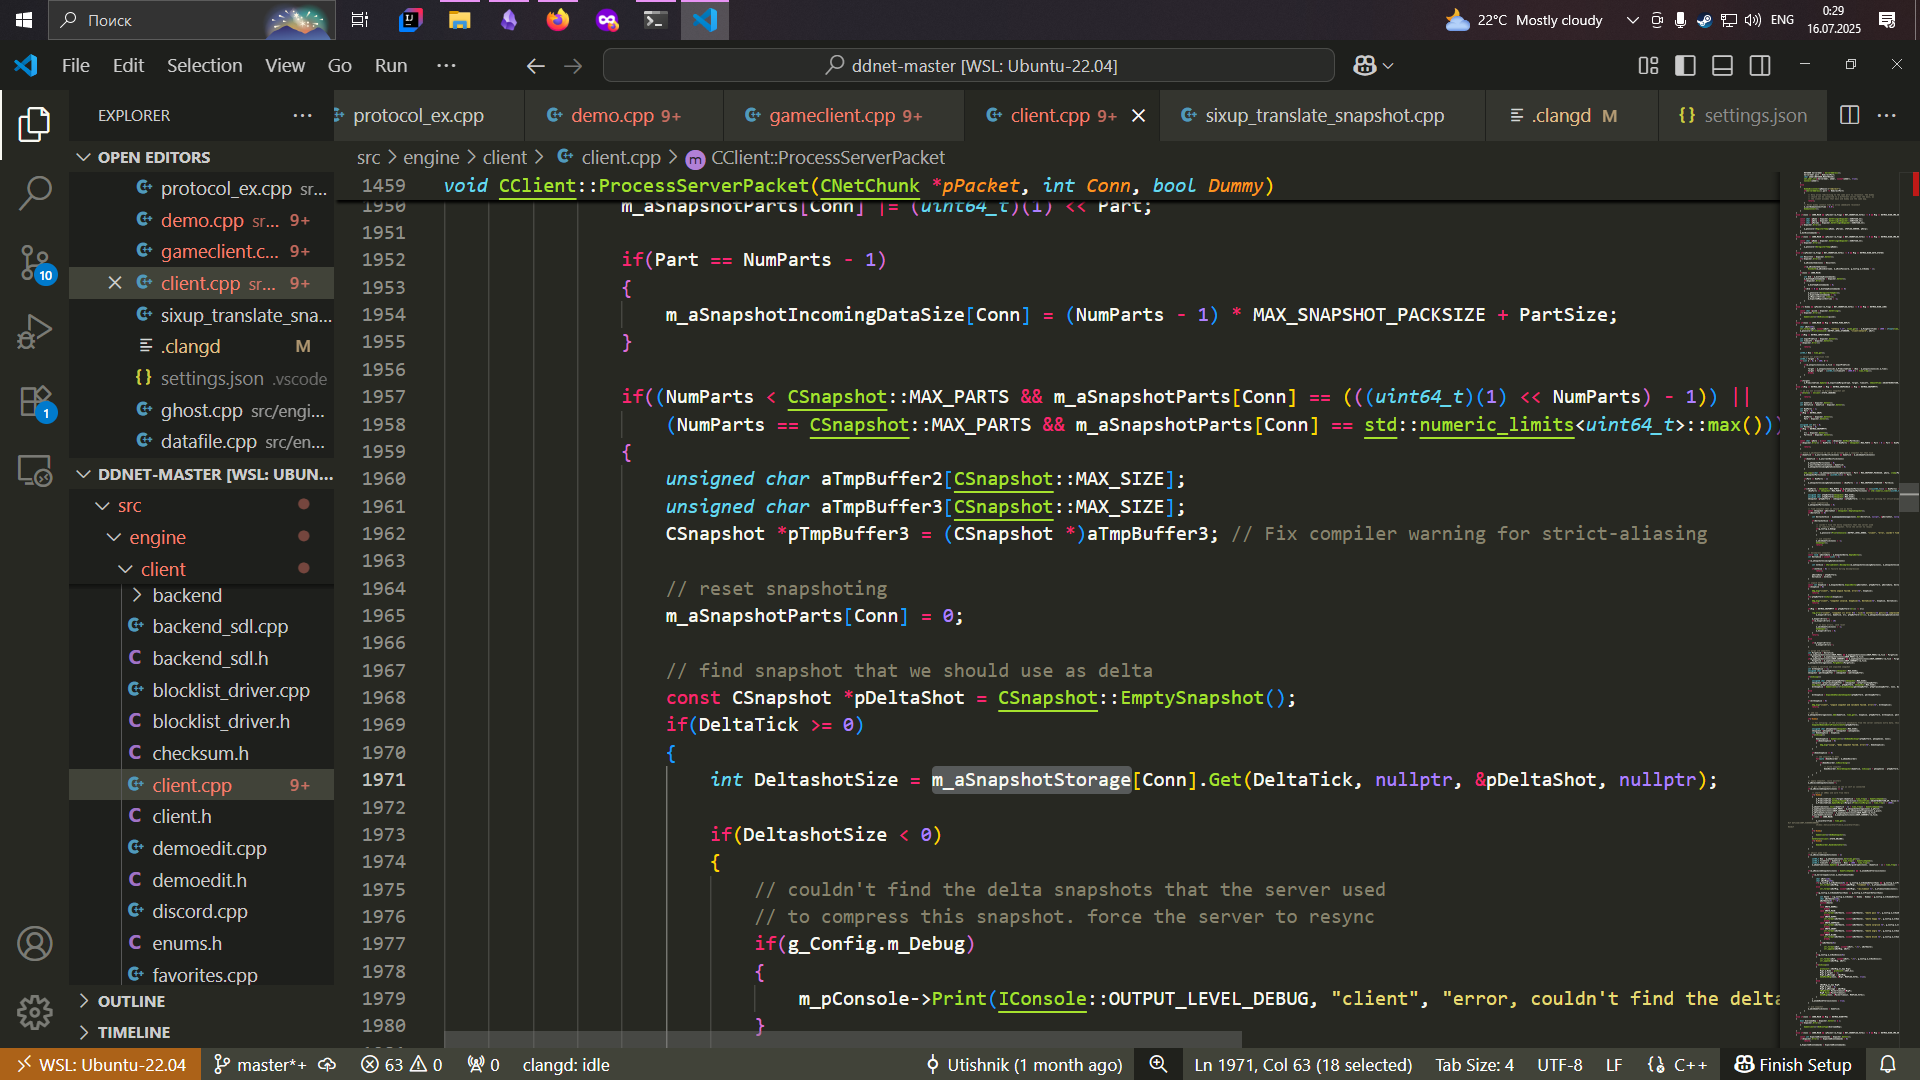 Поиск
22°C Mostly cloudy
ENG
0:29
16.07.2025
File Edit Selection View Go Run ···
ddnet-master [WSL: Ubuntu-22.04]
EXPLORER
protocol_ex.cpp
demo.cpp 9+
gameclient.cpp 9+
client.cpp 9+
sixup_translate_snapshot.cpp
.clangd M
settings.json
OPEN EDITORS
protocol_ex.cpp sr...
demo.cpp sr... 9+
gameclient.c... 9+
client.cpp sr... 9+
sixup_translate_sna...
.clangd M
settings.json .vscode
ghost.cpp src/engi...
datafile.cpp src/en...
DDNET-MASTER [WSL: UBUN...
src
engine
client
backend
backend_sdl.cpp
backend_sdl.h
blocklist_driver.cpp
blocklist_driver.h
checksum.h
client.cpp 9+
client.h
demoedit.cpp
demoedit.h
discord.cpp
enums.h
favorites.cpp
OUTLINE
TIMELINE
10
1
src > engine > client > client.cpp > CClient::ProcessServerPacket
1459 void CClient::ProcessServerPacket(CNetChunk *pPacket, int Conn, bool Dummy)
1950 m_aSnapshotParts[Conn] |= (uint64_t)(1) << Part;
1951
1952 if(Part == NumParts - 1)
1953 {
1954 m_aSnapshotIncomingDataSize[Conn] = (NumParts - 1) * MAX_SNAPSHOT_PACKSIZE + PartSize;
1955 }
1956
1957 if((NumParts < CSnapshot::MAX_PARTS && m_aSnapshotParts[Conn] == (((uint64_t)(1) << NumParts) - 1)) ||
1958 (NumParts == CSnapshot::MAX_PARTS && m_aSnapshotParts[Conn] == std::numeric_limits<uint64_t>::max()))
1959 {
1960 unsigned char aTmpBuffer2[CSnapshot::MAX_SIZE];
1961 unsigned char aTmpBuffer3[CSnapshot::MAX_SIZE];
1962 CSnapshot *pTmpBuffer3 = (CSnapshot *)aTmpBuffer3; // Fix compiler warning for strict-aliasing
1963
1964 // reset snapshoting
1965 m_aSnapshotParts[Conn] = 0;
1966
1967 // find snapshot that we should use as delta
1968 const CSnapshot *pDeltaShot = CSnapshot::EmptySnapshot();
1969 if(DeltaTick >= 0)
1970 {
1971 int DeltashotSize = m_aSnapshotStorage[Conn].Get(DeltaTick, nullptr, &pDeltaShot, nullptr);
1972
1973 if(DeltashotSize < 0)
1974 {
1975 // couldn't find the delta snapshots that the server used
1976 // to compress this snapshot. force the server to resync
1977 if(g_Config.m_Debug)
1978 {
1979 m_pConsole->Print(IConsole::OUTPUT_LEVEL_DEBUG, "client", "error, couldn't find the delta
1980 }
WSL: Ubuntu-22.04
master*+
63 0
0
clangd: idle
Utishnik (1 month ago)
Ln 1971, Col 63 (18 selected)
Tab Size: 4
UTF-8
LF
C++
Finish Setup